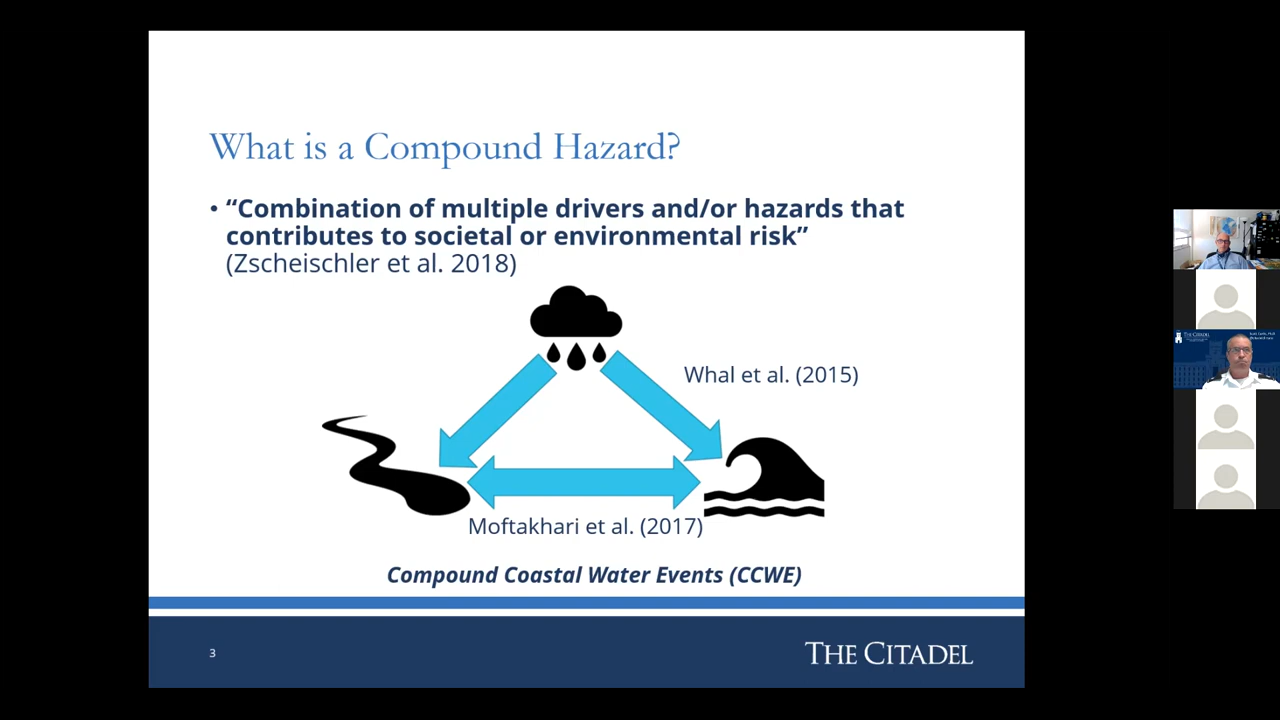 What is a Compound Hazard?
• “Combination of multiple drivers and/or hazards that
contributes to societal or environmental risk”
(Zscheischler et al. 2018)
Whal et al. (2015)
Moftakhari et al. (2017)
Compound Coastal Water Events (CCWE)
3
THE CITADEL
THE CITADEL